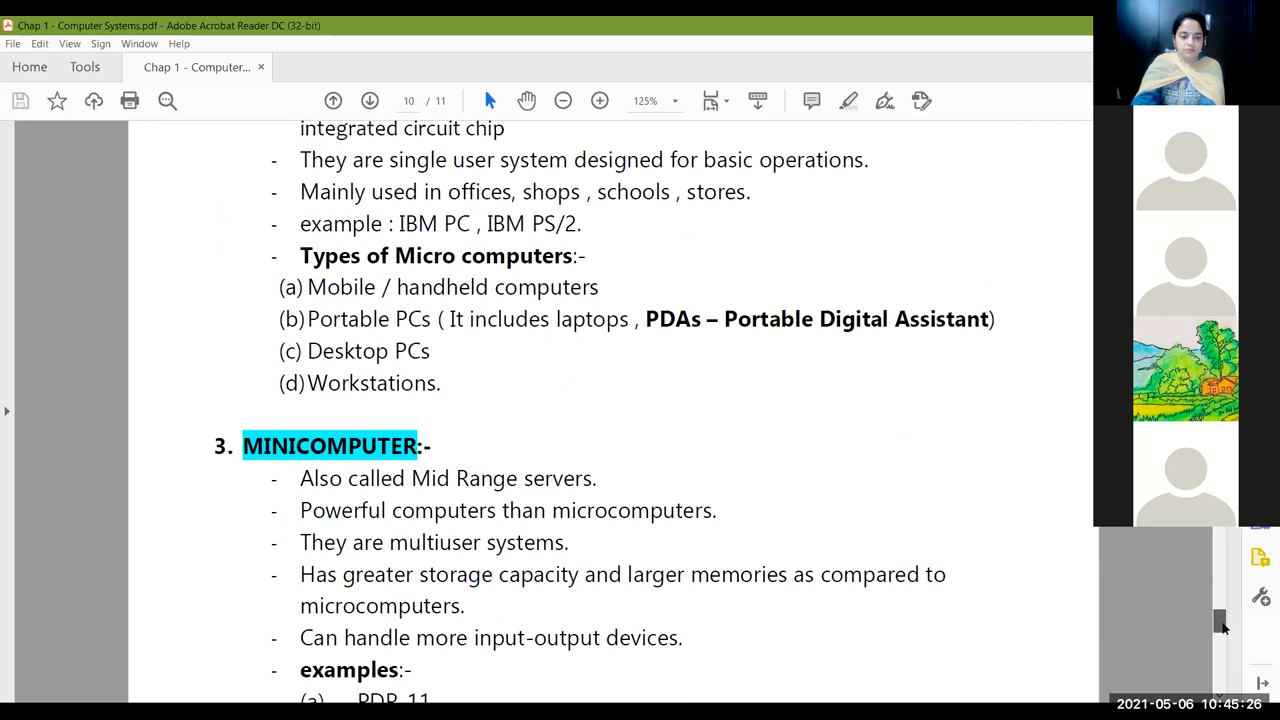 Chap 1 - Computer Systems.pdf - Adobe Acrobat Reader DC (32-bit)
File Edit View Sign Window Help
Home Tools Chap 1 - Computer... ×
10 / 11 125%
integrated circuit chip
- They are single user system designed for basic operations.
- Mainly used in offices, shops , schools , stores.
- example : IBM PC , IBM PS/2.
- Types of Micro computers:-
(a) Mobile / handheld computers
(b) Portable PCs ( It includes laptops , PDAs – Portable Digital Assistant)
(c) Desktop PCs
(d) Workstations.
3. MINICOMPUTER:-
- Also called Mid Range servers.
- Powerful computers than microcomputers.
- They are multiuser systems.
- Has greater storage capacity and larger memories as compared to
microcomputers.
- Can handle more input-output devices.
- examples:-
(a) PDP 11
2021-05-06 10:45:26